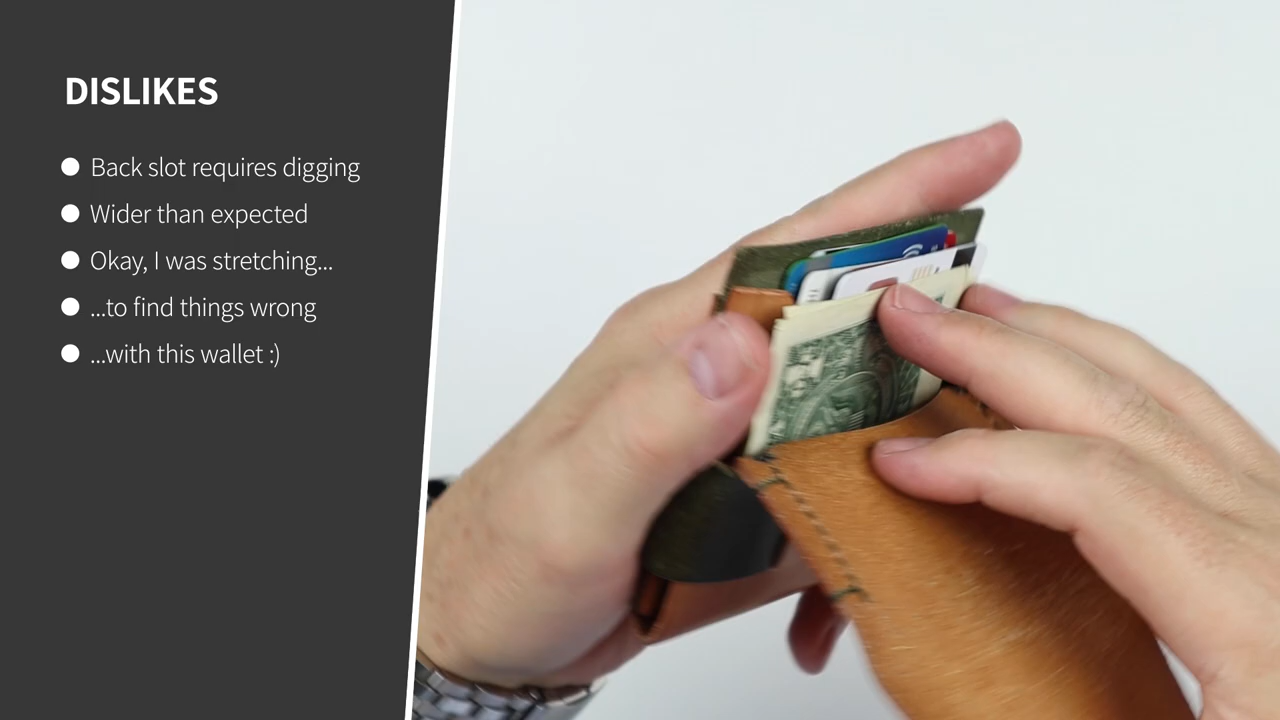 DISLIKES
Back slot requires digging
Wider than expected
Okay, I was stretching...
...to find things wrong
...with this wallet :)